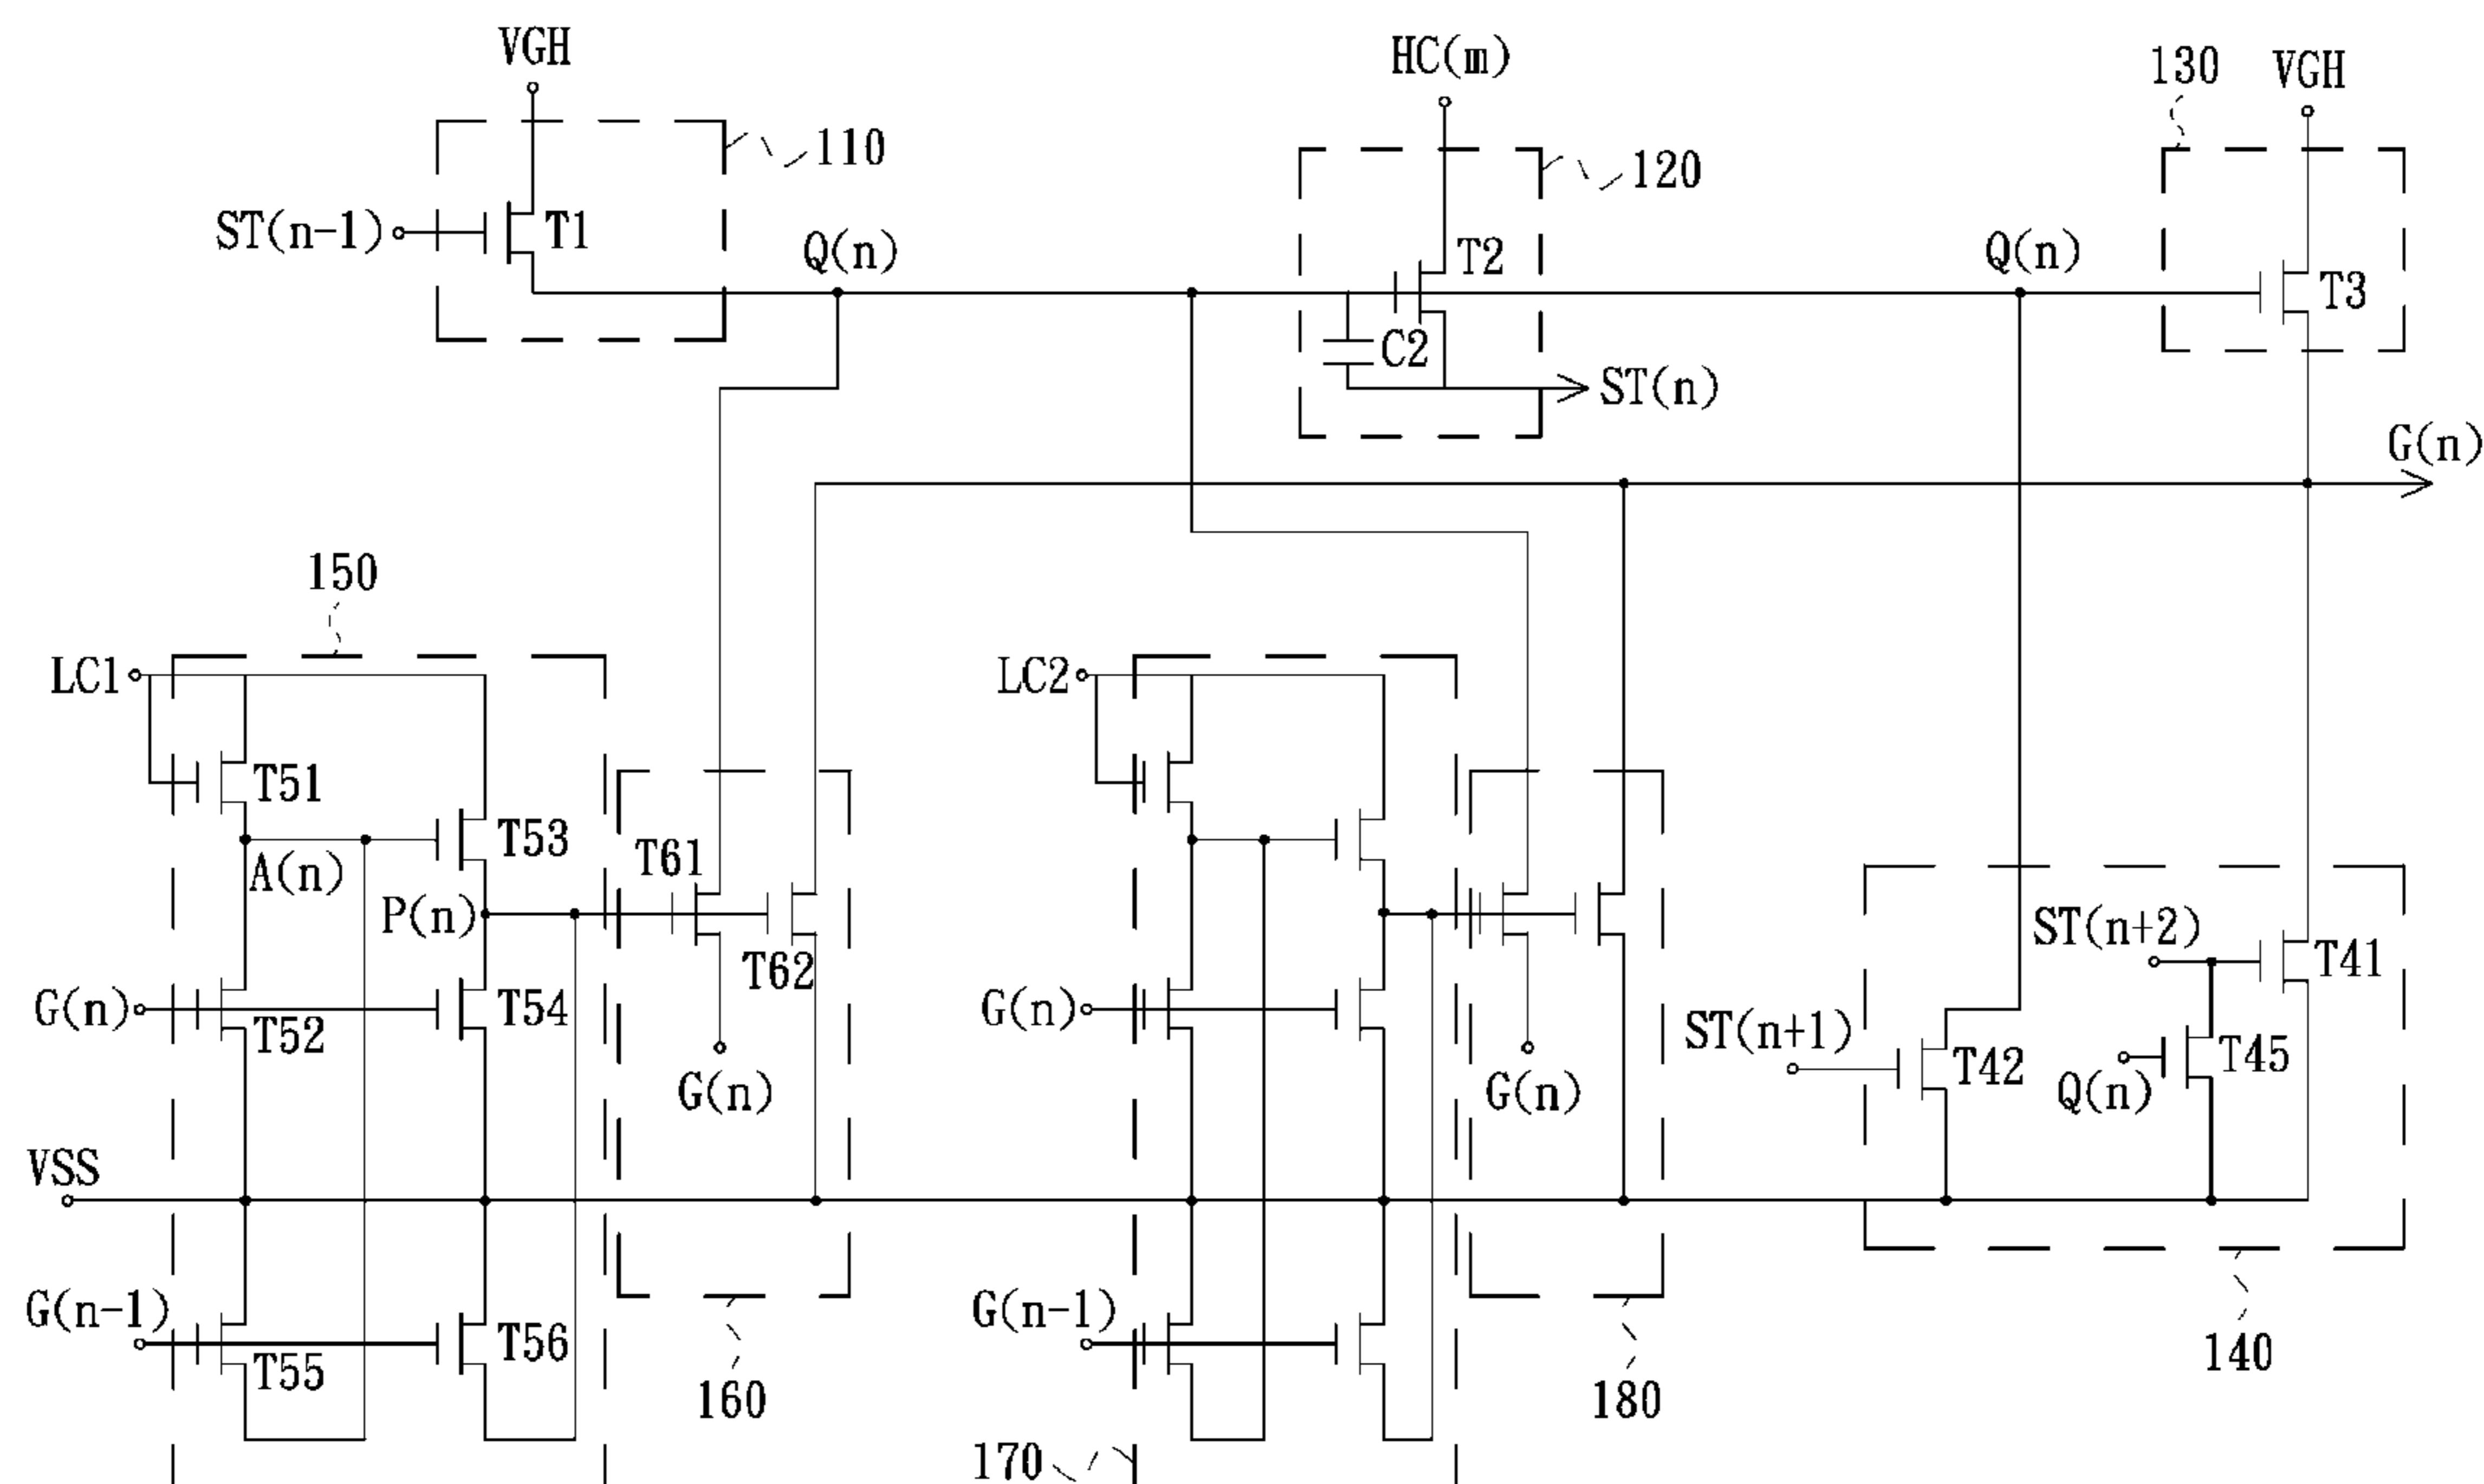 VGH
HC(m)
130
VGH
110
120
ST(n-1)
T1
Q(n)
T2
Q(n)
T3
C2
ST(n)
G(n)
150
LC1
LC2
T51
T53
T61
A(n)
P(n)
ST(n+2)
T41
T62
G(n)
T54
G(n)
T52
ST(n+1)
T45
T42
G(n)
G(n)
Q(n)
VSS
G(n-1)
G(n-1)
T56
T55
140
160
180
170